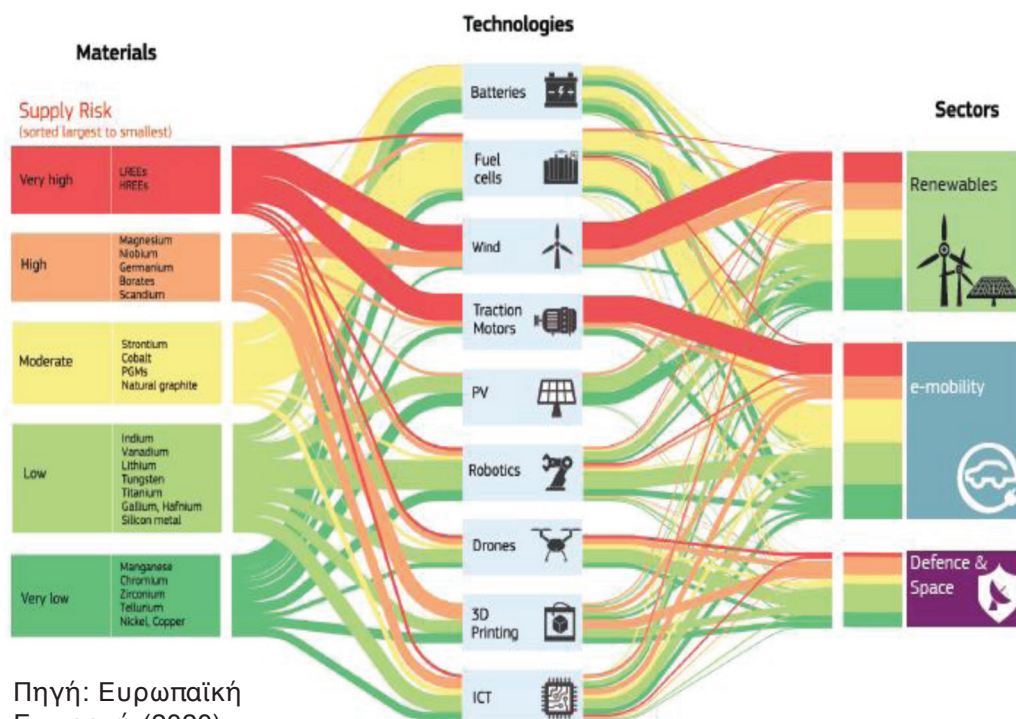 Technologies
Materials
Sectors
Supply Risk
(sorted largest to smallest)
Very high
LREEs
HREEs
High
Magnesium
Niobium
Germanium
Borates
Scandium
Moderate
Strontium
Cobalt
PGMs
Natural graphite
Low
Indium
Vanadium
Lithium
Tungsten
Titanium
Gallium, Hafnium
Silicon metal
Very low
Manganese
Chromium
Zirconium
Tellurium
Nickel, Copper
Batteries
Fuel
cells
Wind
Traction
Motors
PV
Robotics
Drones
3D
Printing
ICT
Renewables
e-mobility
Defence &
Space
Πηγή: Ευρωπαϊκή